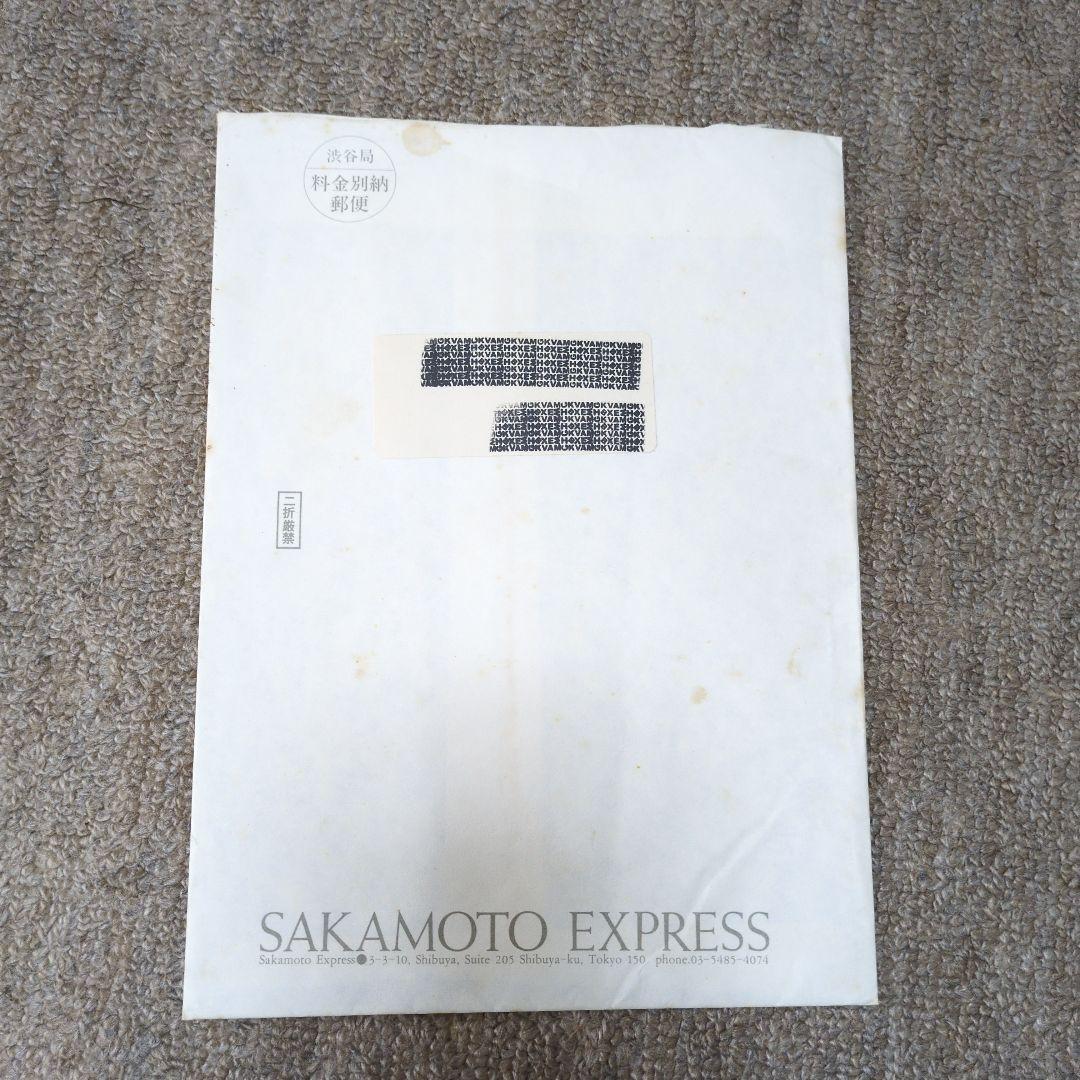 渋谷局
料金別納
郵便
二折厳禁
SAKAMOTO EXPRESS
Sakamoto Express●3-3-10, Shibuya, Suite 205 Shibuya-ku, Tokyo 150 phone.03-5485-4074